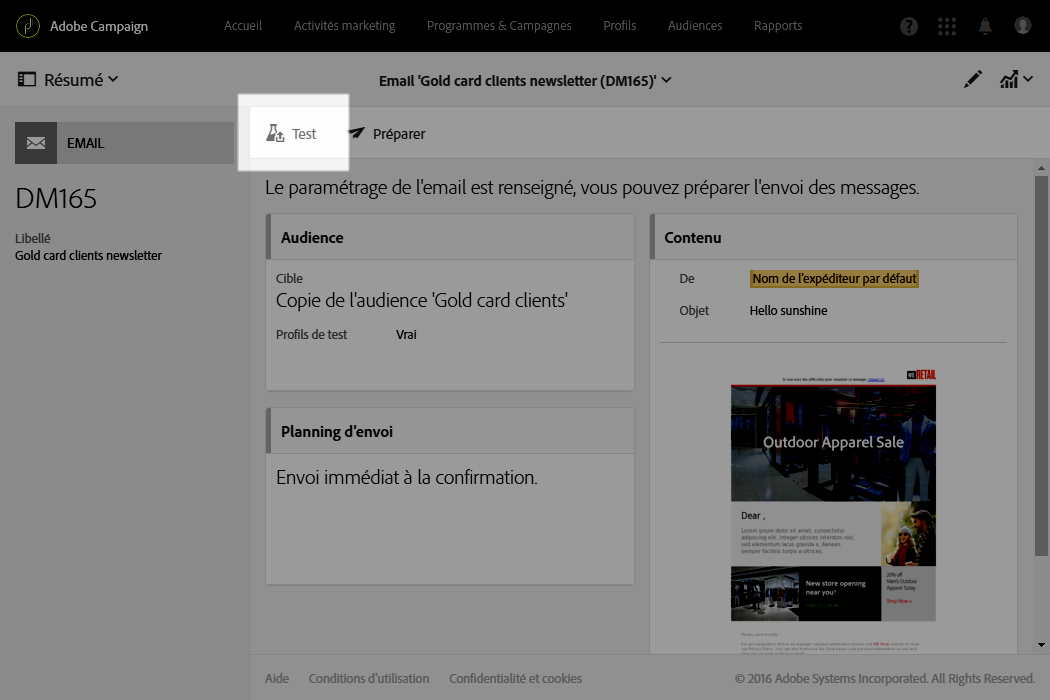 Adobe Campaign
Accueil
Activités marketing
Programmes & Campagnes
Profils
Audiences
Rapports
Résumé
Email 'Gold card clients newsletter (DM165)'
Test
Préparer
EMAIL
DM165
Libellé
Gold card clients newsletter
Le paramétrage de l'email est renseigné, vous pouvez préparer l'envoi des messages.
Audience
Cible
Copie de l'audience 'Gold card clients'
Profils de test
Vrai
Planning d'envoi
Envoi immédiat à la confirmation.
Contenu
De
Nom de l'expéditeur par défaut
Objet
Hello sunshine
RETAIL
Outdoor Apparel Sale
Dear ,
Lorem ipsum dolor sit amet, consectetur
adipiscing elit. Integer ultrices interdum nisl,
sed elementum lacus gravida a. Aenean
semper facilisis turpis a ultrices.
New store opening
near you!
20% off
Men's Outdoor
Apparel Today
Shop Now »
Aide
Conditions d'utilisation
Confidentialité et cookies
© 2016 Adobe Systems Incorporated. All Rights Reserved.